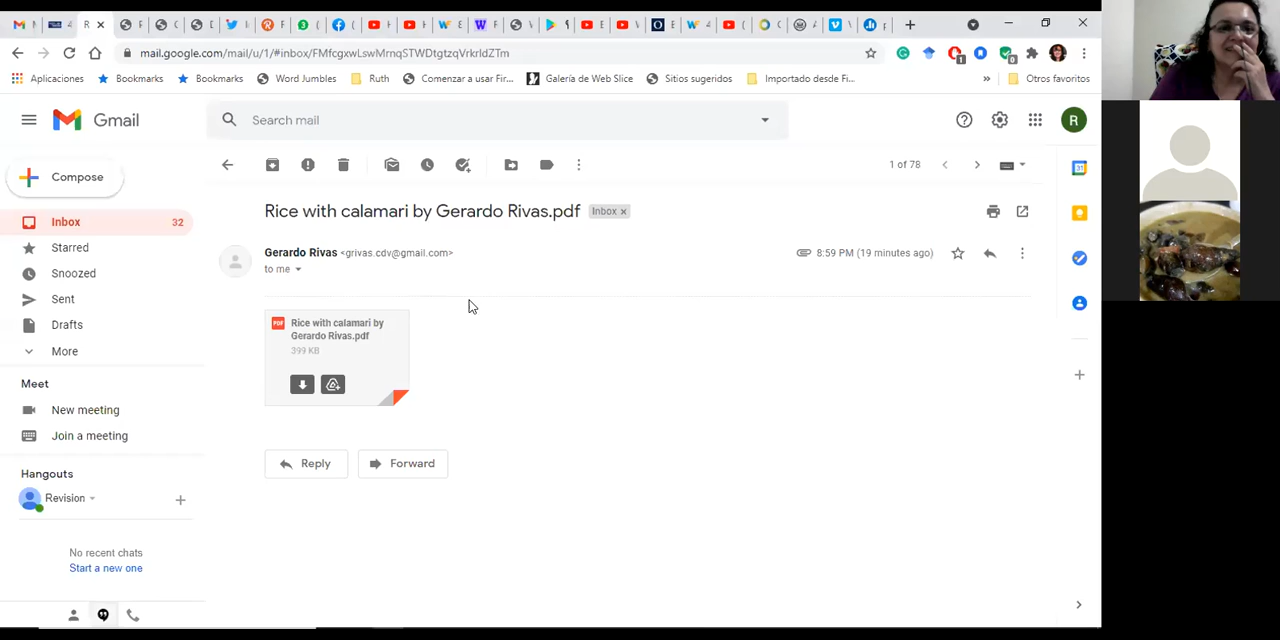 mail.google.com/mail/u/1/#inbox/FMfcgxwLswMrnqSTWDtgtzqVrkrldZTm
1
0
Aplicaciones Bookmarks Bookmarks Word Jumbles Ruth Comenzar a usar Fir... Galería de Web Slice Sitios sugeridos Importado desde Fi... » Otros favoritos
Gmail
Search mail
R
Compose
1 of 78
Inbox 32
Rice with calamari by Gerardo Rivas.pdf Inbox x
Starred
Gerardo Rivas <grivas.cdv@gmail.com> 8:59 PM (19 minutes ago)
to me
Snoozed
Sent
Drafts
More
PDF Rice with calamari by
Gerardo Rivas.pdf
399 KB
Meet
New meeting
Join a meeting
Reply Forward
Hangouts
Revision
No recent chats
Start a new one